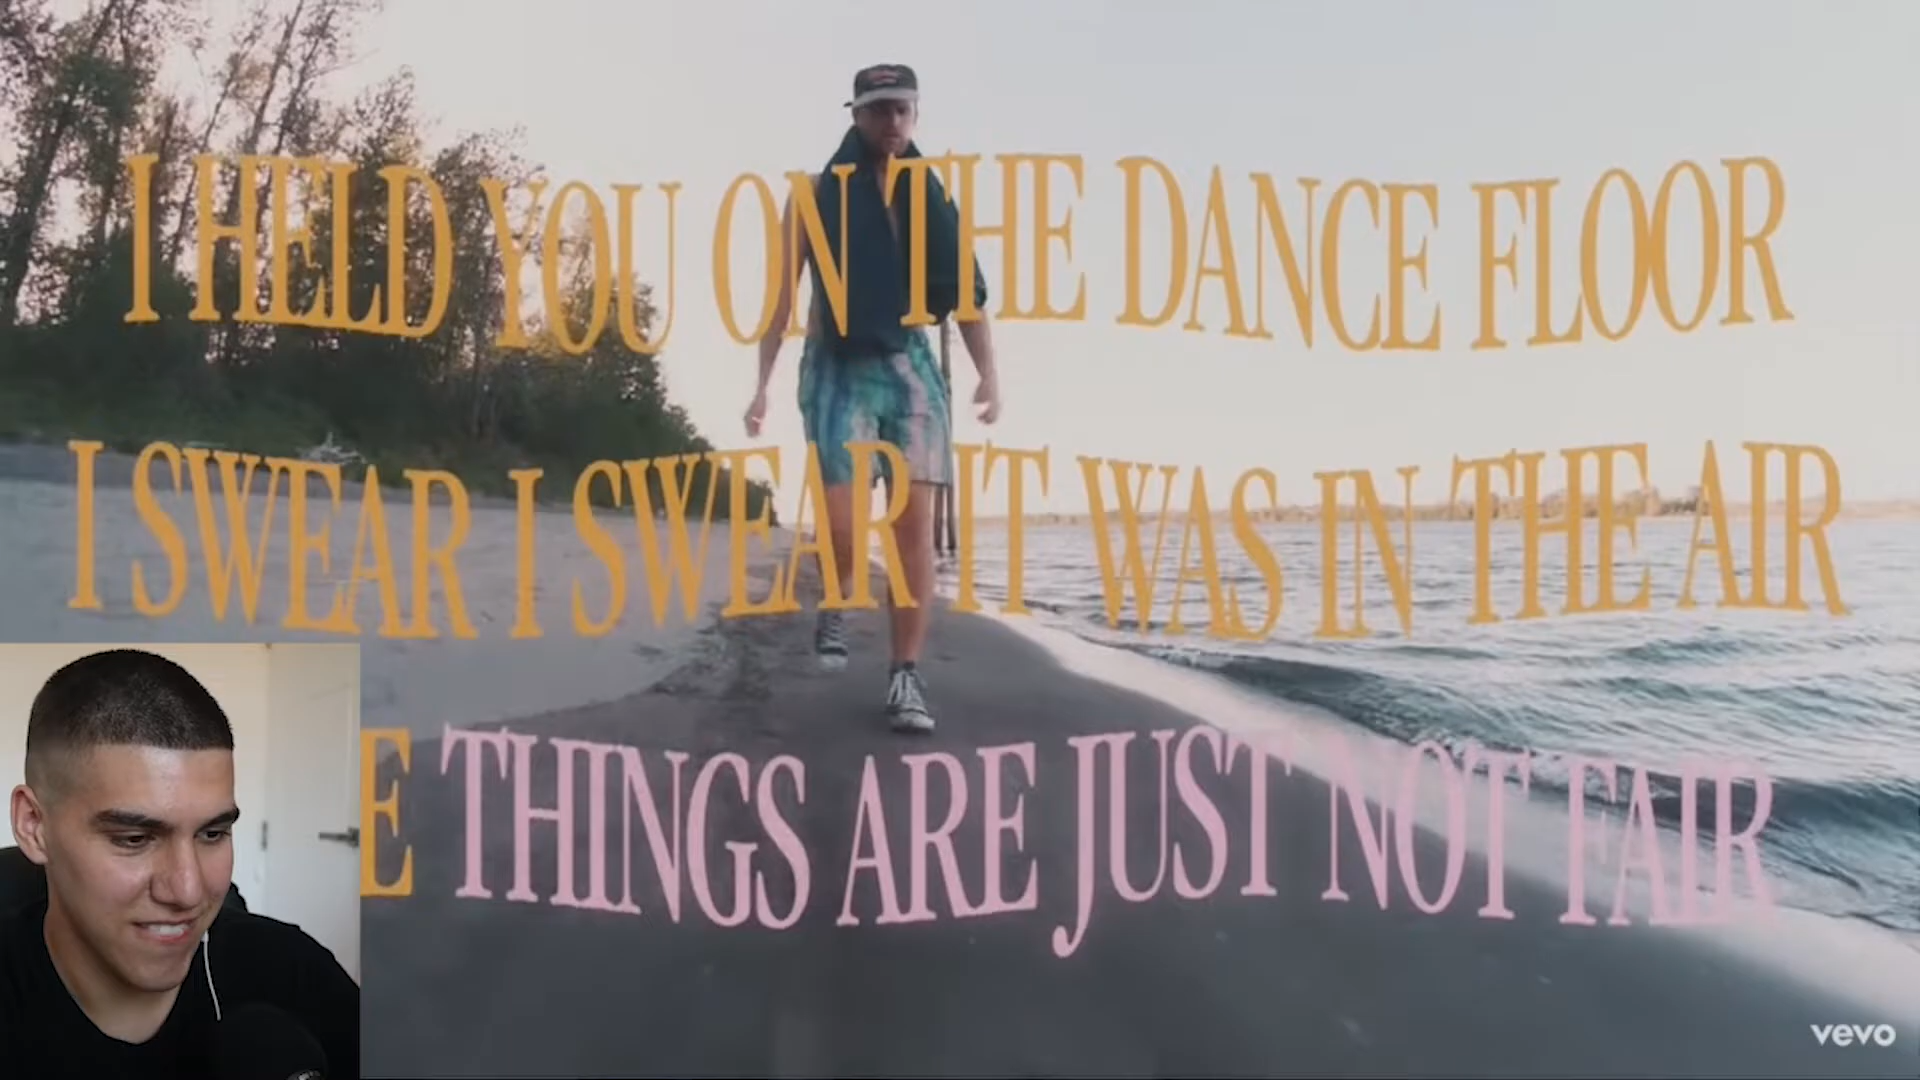 I HELD YOU ON THE DANCE FLOOR
I SWEAR I SWEAR IT WAS IN THE AIR
THINGS ARE JUST NOT FAIR
vevo